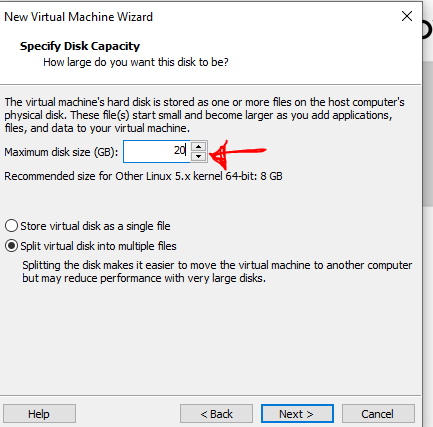 New Virtual Machine Wizard
Specify Disk Capacity
How large do you want this disk to be?
The virtual machine's hard disk is stored as one or more files on the host computer's
physical disk. These file(s) start small and become larger as you add applications,
files, and data to your virtual machine.
Maximum disk size (GB): 20
Recommended size for Other Linux 5.x kernel 64-bit: 8 GB
Store virtual disk as a single file
Split virtual disk into multiple files
Splitting the disk makes it easier to move the virtual machine to another computer
but may reduce performance with very large disks.
Help < Back Next > Cancel